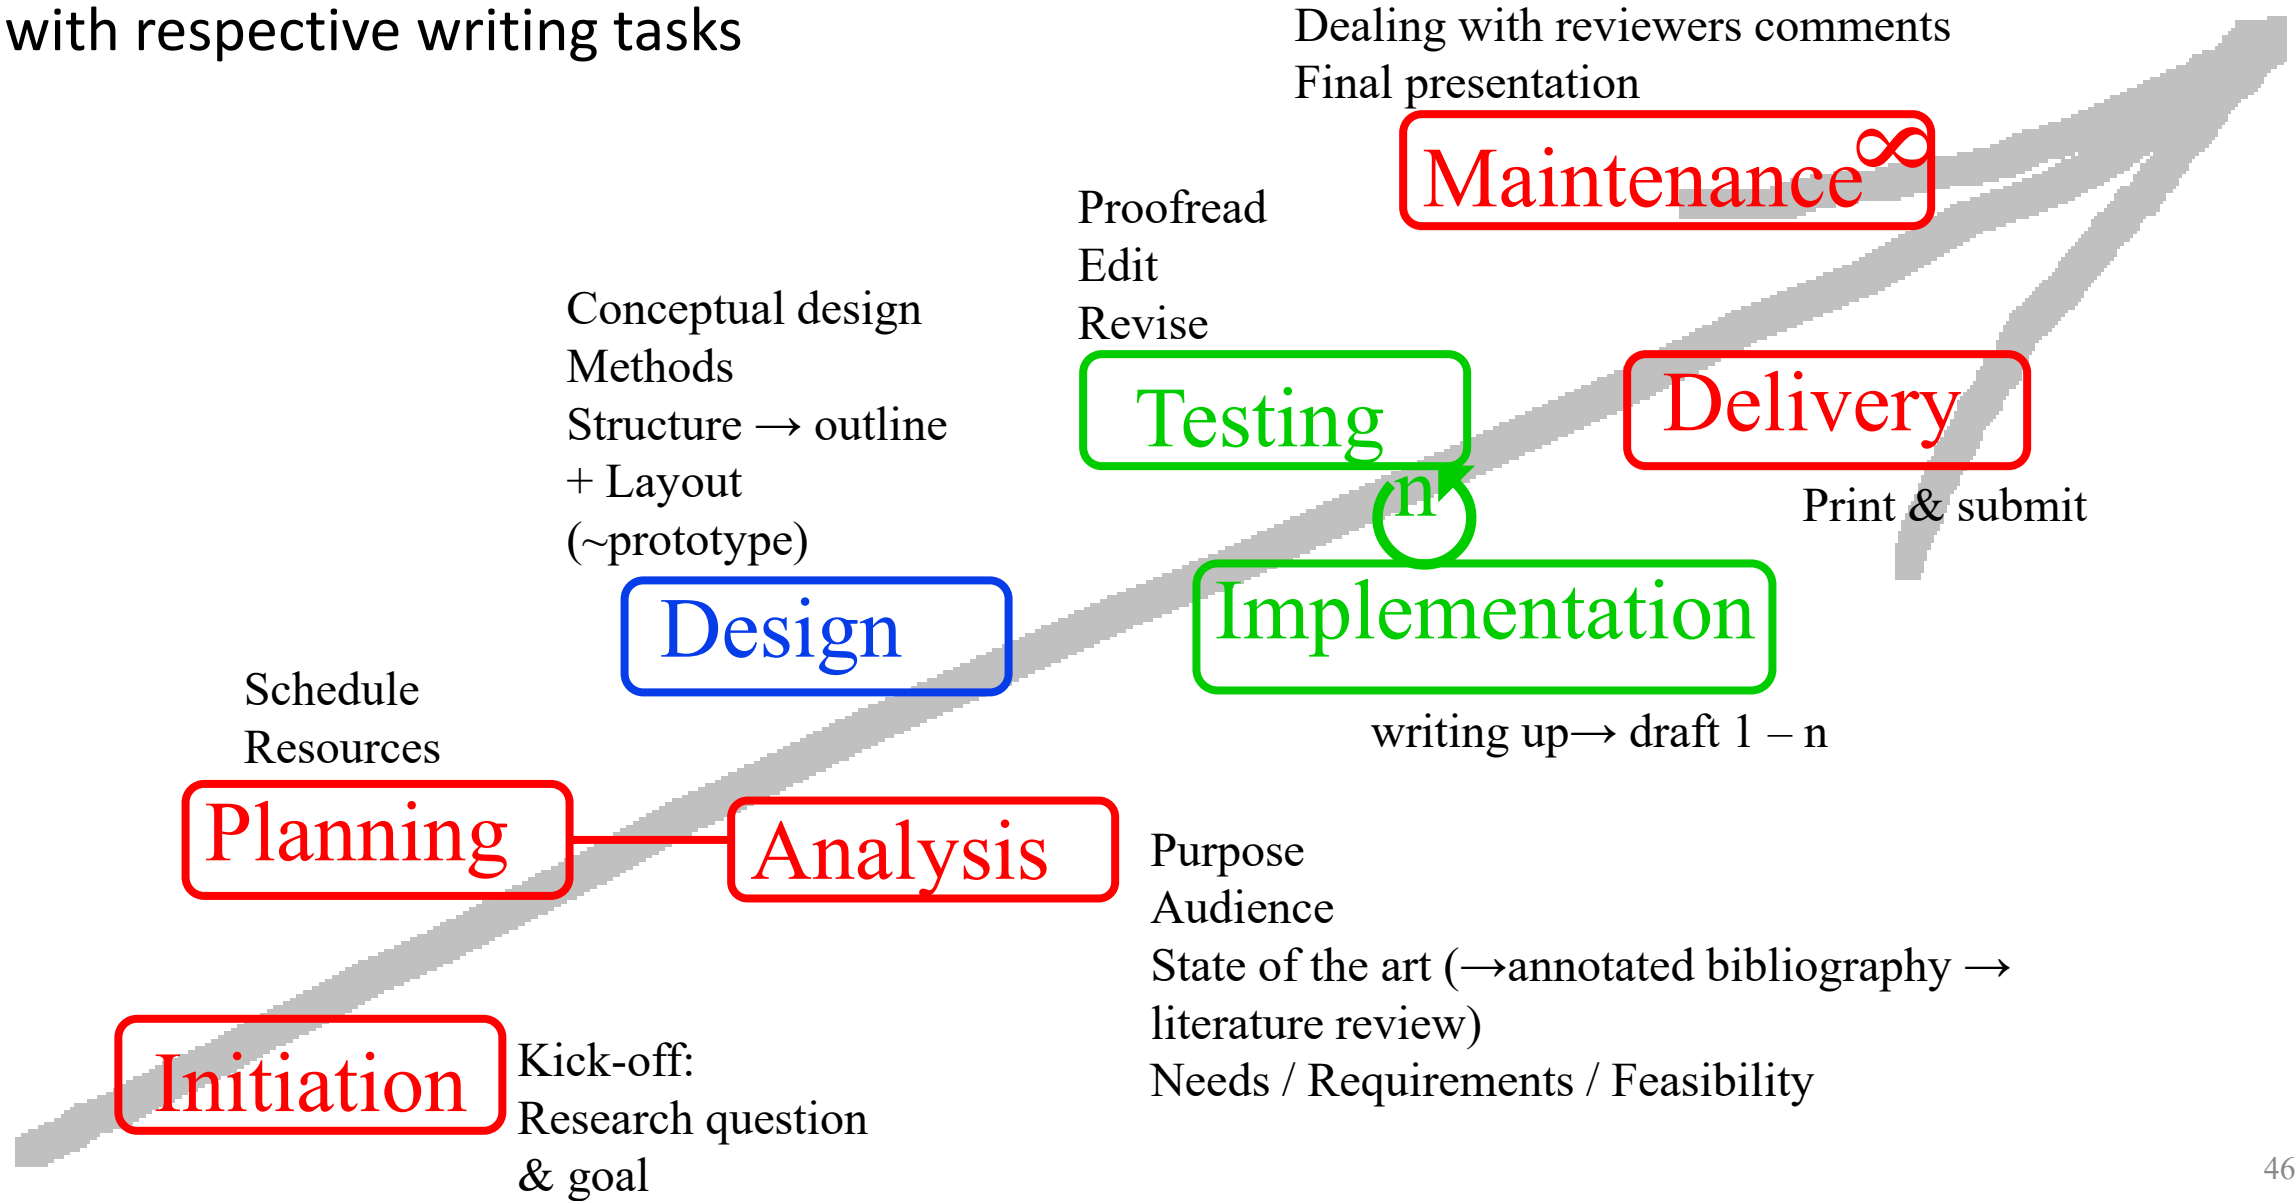 with respective writing tasks
Dealing with reviewers comments
Final presentation
Maintenance∞
Proofread
Edit
Revise
Testing
Delivery
Print & submit
n
Implementation
writing up→ draft 1 – n
Conceptual design
Methods
Structure → outline
+ Layout
(~prototype)
Design
Schedule
Resources
Planning
Analysis
Purpose
Audience
State of the art (→annotated bibliography →
literature review)
Needs / Requirements / Feasibility
Initiation
Kick-off:
Research question
& goal
46